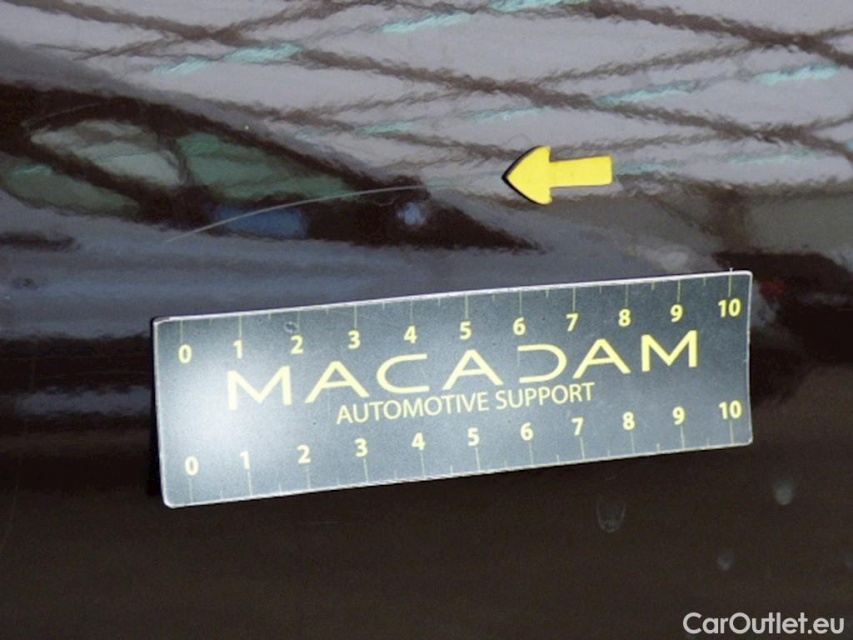 0 1 2 3 4 5 6 7 8 9 10
MACADAM
AUTOMOTIVE SUPPORT
0 1 2 3 4 5 6 7 8 9 10
CarOutlet.eu